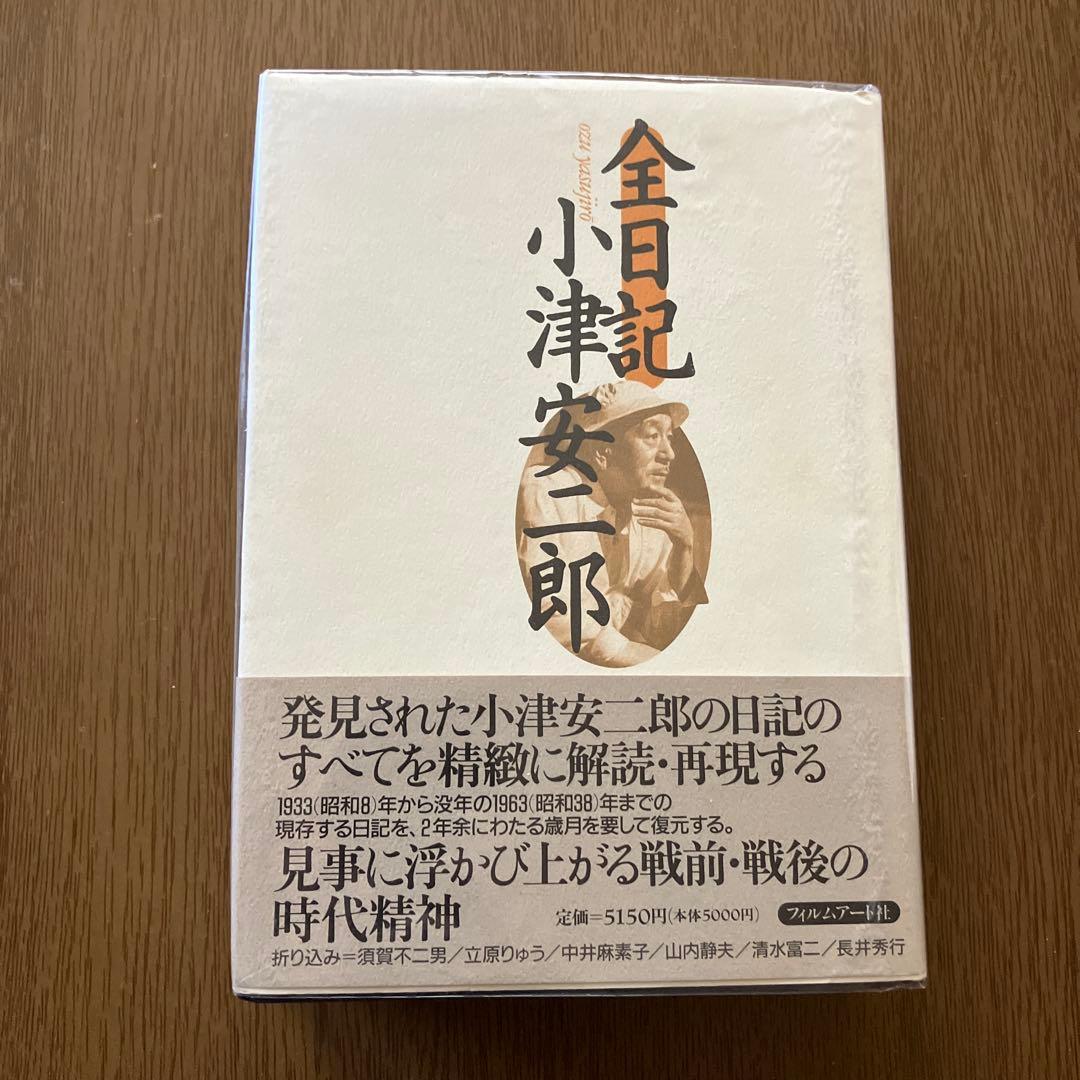 全日記
ozu yasujirō
小津安二郎
発見された小津安二郎の日記の
すべてを精緻に解読・再現する
1933(昭和8)年から没年の1963(昭和38)年までの
現存する日記を、2年余にわたる歳月を要して復元する。
見事に浮かび上がる戦前・戦後の
時代精神
定価=5150円(本体5000円) フィルムアート社
折り込み=須賀不二男/立原りゅう/中井麻素子/山内静夫/清水富二/長井秀行